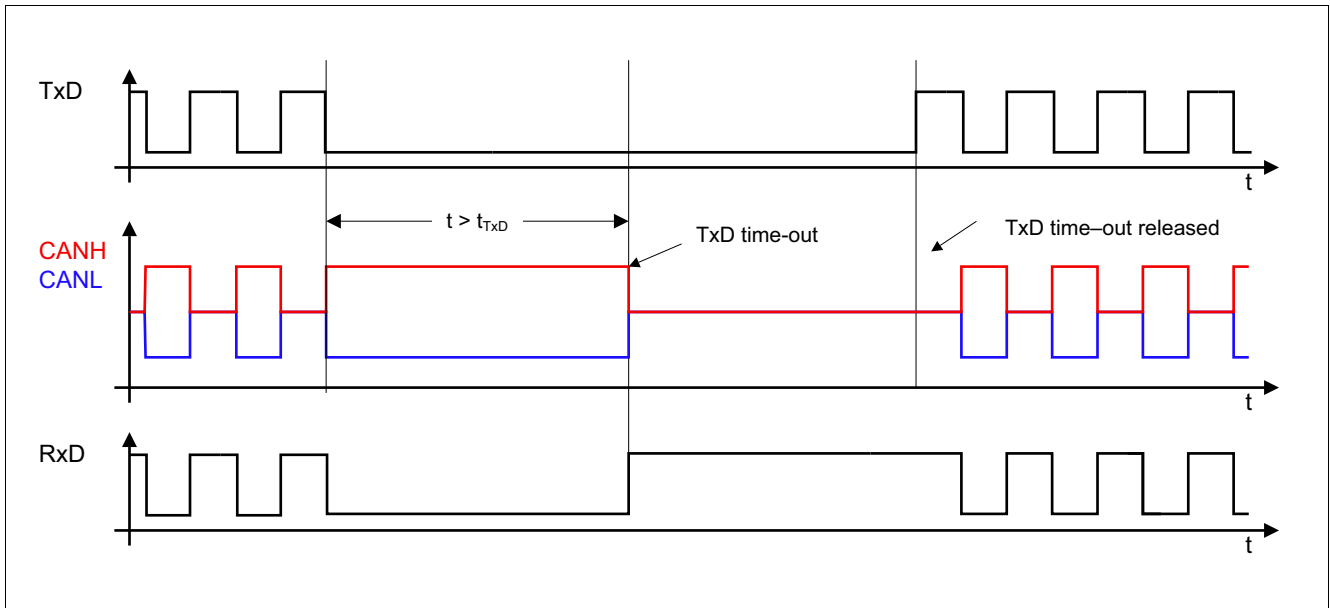 TxD
t
t > tTxD
TxD time-out
TxD time–out released
CANH
CANL
t
RxD
t